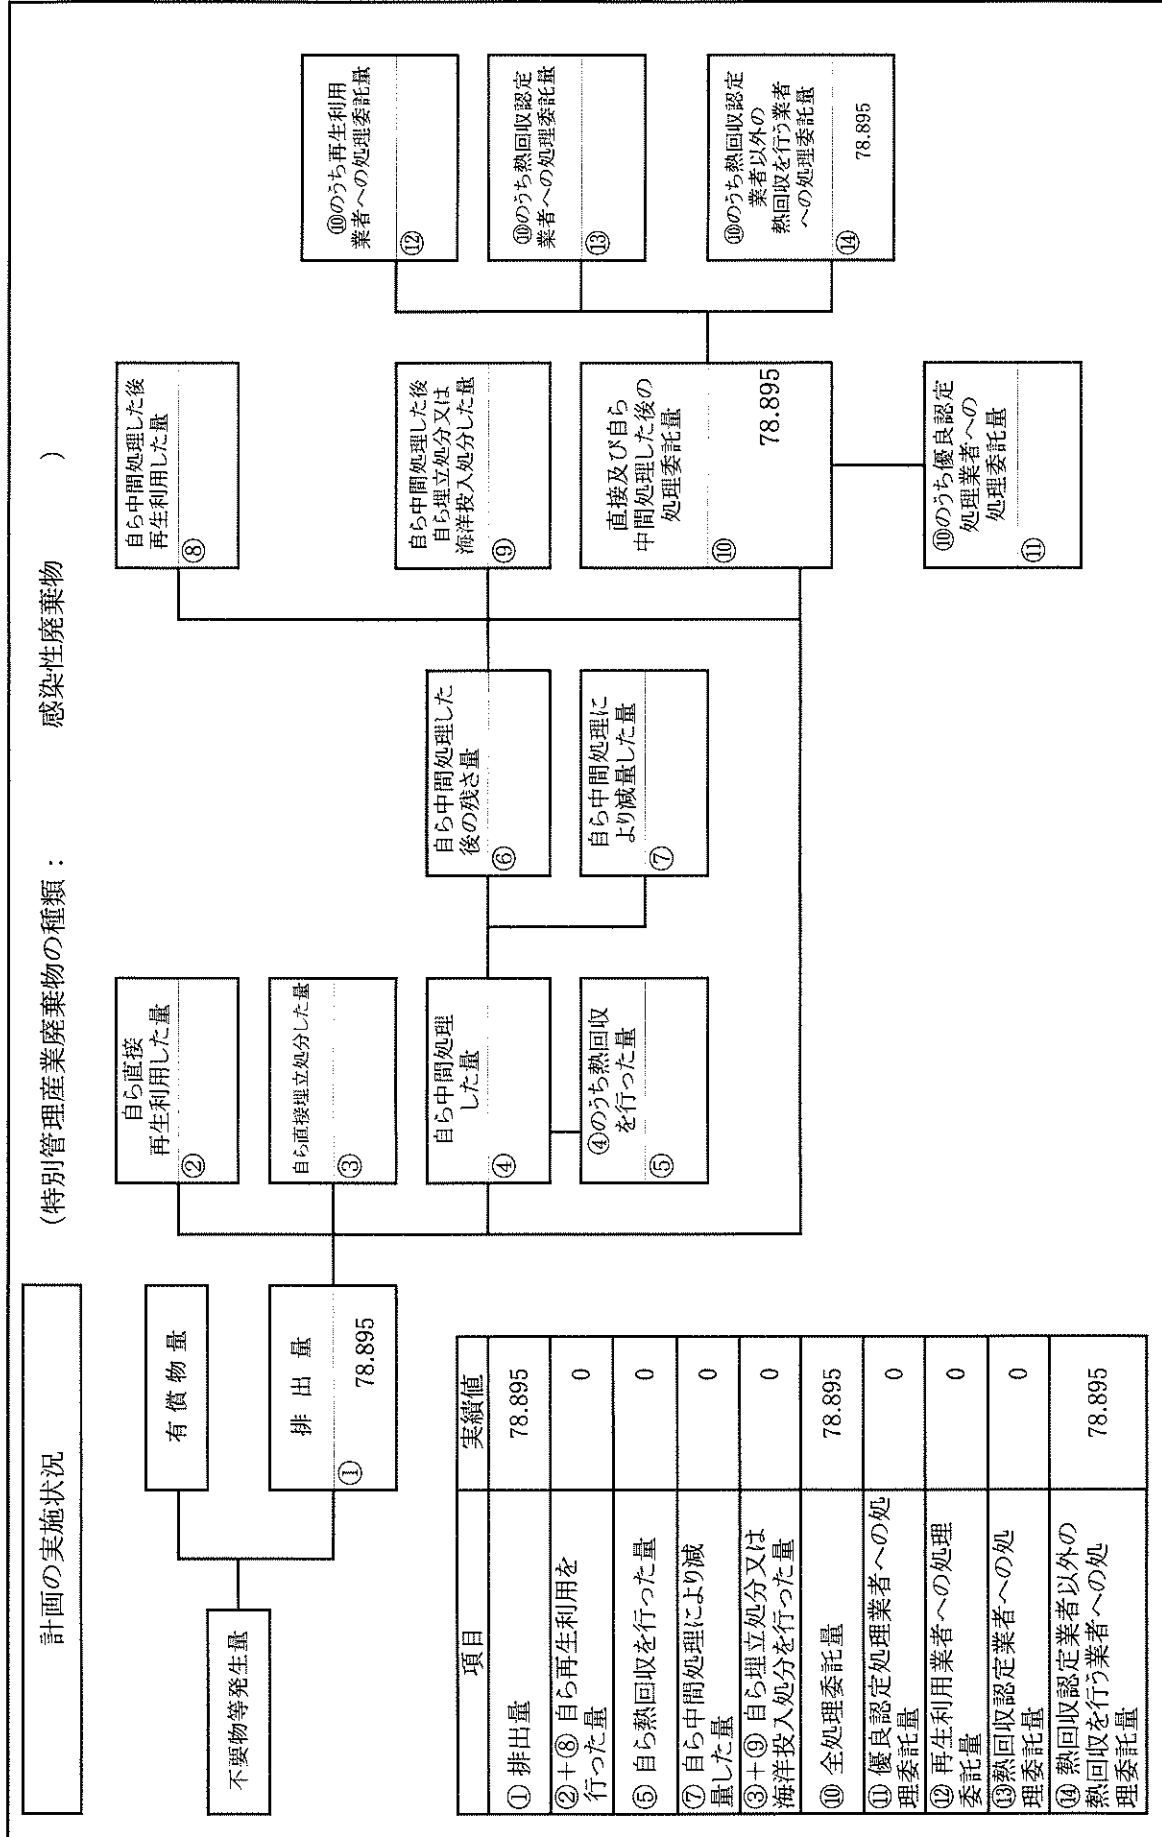 計画の実施状況
（特別管理産業廃棄物の種類：　感染性廃棄物　）
不要物等発生量
有償物量
排出量
① 78.895
自ら直接
再生利用した量
②
自ら直接埋立処分した量
③
自ら中間処理
した量
④
④のうち熱回収
を行った量
⑤
自ら中間処理した
後の残さ量
⑥
自ら中間処理に
より減量した量
⑦
自ら中間処理した後
再生利用した量
⑧
自ら中間処理した後
自ら埋立処分又は
海洋投入処分した量
⑨
直接及び自ら
中間処理した後の
処理委託量
⑩ 78.895
⑩のうち優良認定
処理業者への
処理委託量
⑪
⑩のうち再生利用
業者への処理委託量
⑫
⑩のうち熱回収認定
業者への処理委託量
⑬
⑩のうち熱回収認定
業者以外の
熱回収を行う業者
への処理委託量
⑭ 78.895
項目 実績値
① 排出量 78.895
②+⑧ 自ら再生利用を
行った量 0
⑤ 自ら熱回収を行った量 0
⑦ 自ら中間処理により減
量した量 0
③+⑨ 自ら埋立処分又は
海洋投入処分を行った量 0
⑩ 全処理委託量 78.895
⑪ 優良認定処理業者への処
理委託量 0
⑫ 再生利用業者への処理
委託量 0
⑬熱回収認定業者への処
理委託量 0
⑭ 熱回収認定業者以外の
熱回収を行う業者への処
理委託量 78.895